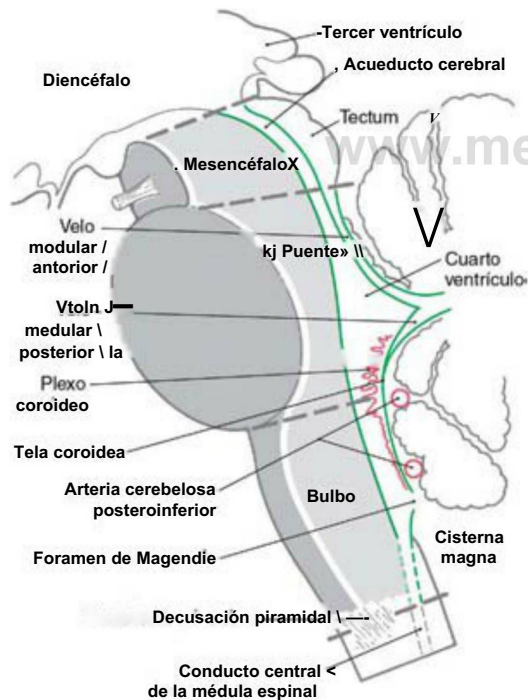 -Tercer ventrículo
Diencéfalo
, Acueducto cerebral
Tectum
V
www.me
. MesencéfaloX
Velo
modular /
antorior /
kj Puente» \\
V
Cuarto
ventrículo
VtoIn J—
medular \
posterior \ la
Plexo
coroideo
Tela coroidea
Arteria cerebelosa
posteroinferior
Bulbo
Foramen de Magendie
Cisterna
magna
Decusación piramidal \ —-
Conducto central <
de la médula espinal